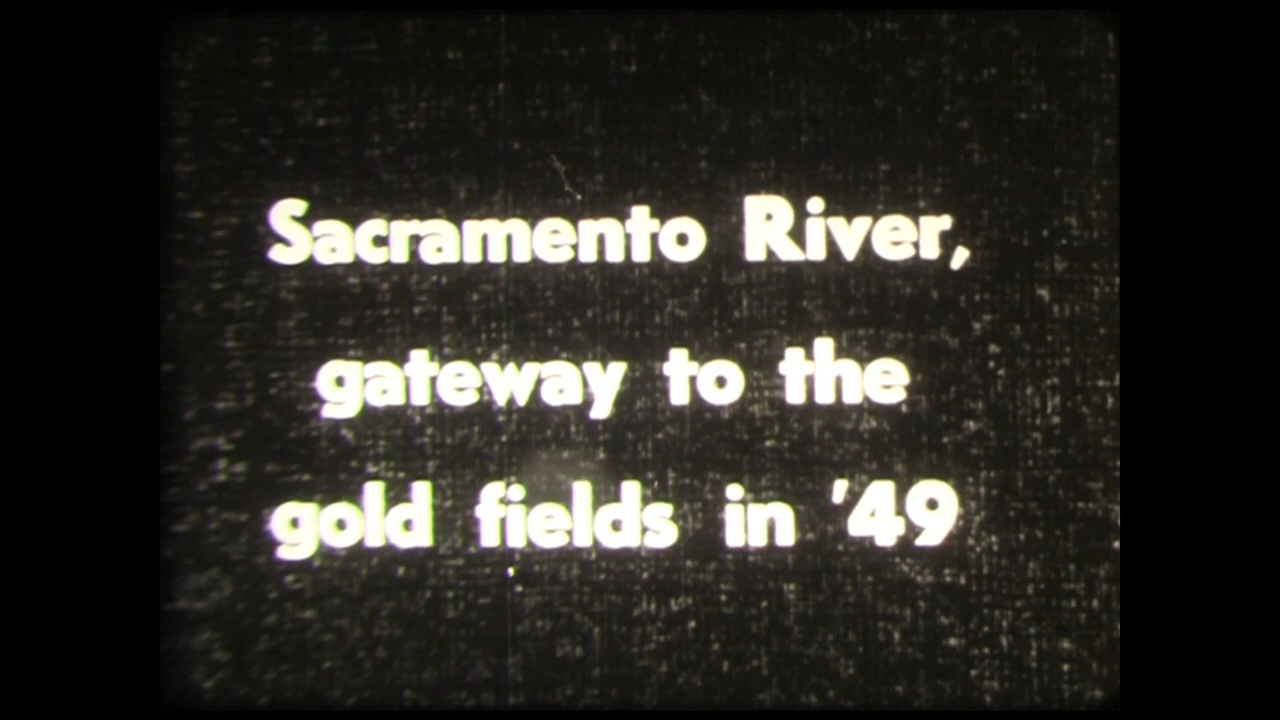 Sacramento River,
gateway to the
gold fields in '49